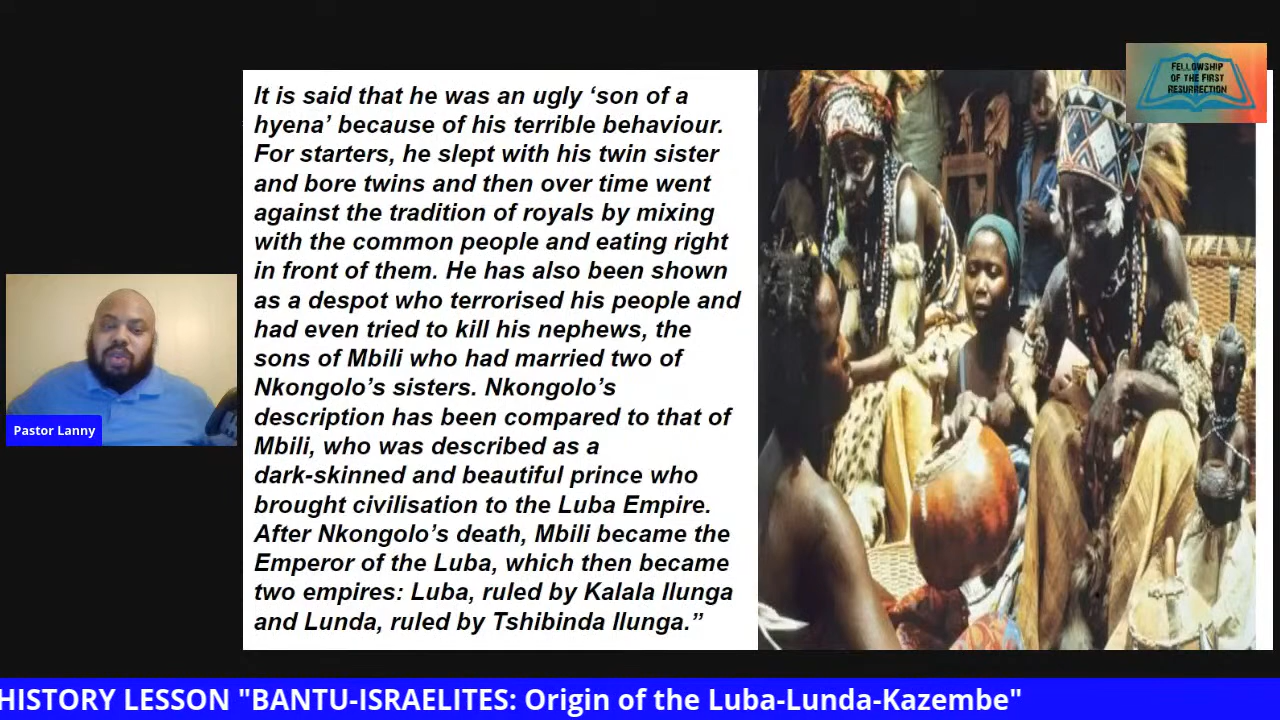 FELLOWSHIP
OF THE FIRST
RESURRECTION
It is said that he was an ugly ‘son of a
hyena’ because of his terrible behaviour.
For starters, he slept with his twin sister
and bore twins and then over time went
against the tradition of royals by mixing
with the common people and eating right
in front of them. He has also been shown
as a despot who terrorised his people and
had even tried to kill his nephews, the
sons of Mbili who had married two of
Nkongolo’s sisters. Nkongolo’s
description has been compared to that of
Mbili, who was described as a
dark-skinned and beautiful prince who
brought civilisation to the Luba Empire.
After Nkongolo’s death, Mbili became the
Emperor of the Luba, which then became
two empires: Luba, ruled by Kalala Ilunga
and Lunda, ruled by Tshibinda Ilunga.”
Pastor Lanny
HISTORY LESSON "BANTU-ISRAELITES: Origin of the Luba-Lunda-Kazembe"